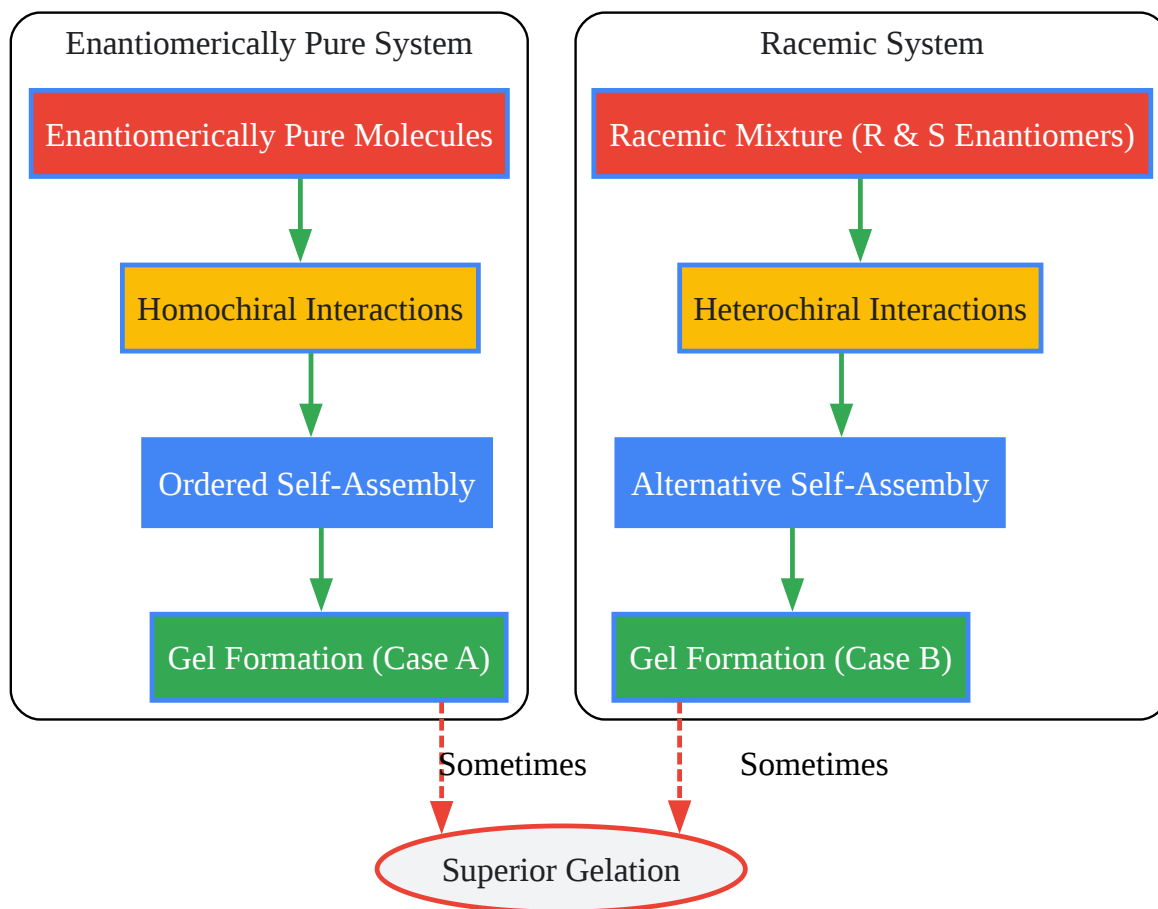 Enantiomerically Pure System
Enantiomerically Pure Molecules
Homochiral Interactions
Ordered Self-Assembly
Gel Formation (Case A)
Racemic System
Racemic Mixture (R & S Enantiomers)
Heterochiral Interactions
Alternative Self-Assembly
Gel Formation (Case B)
Sometimes
Sometimes
Superior Gelation